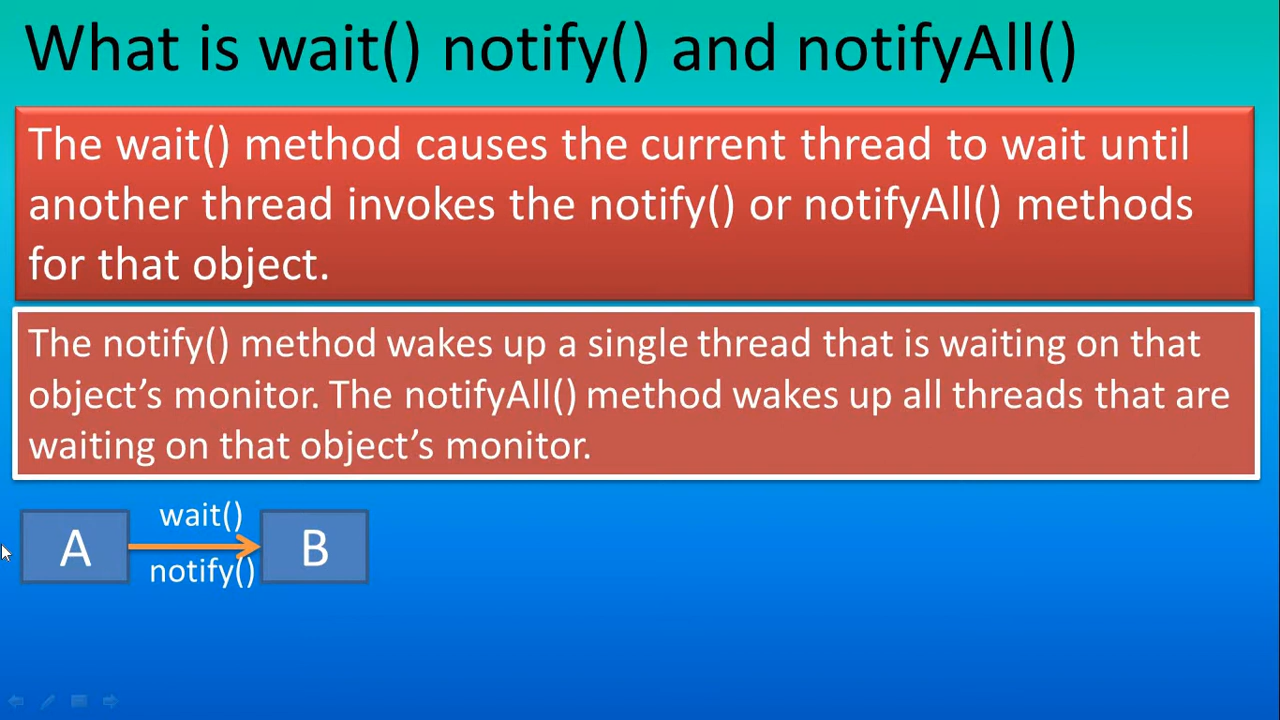 What is wait() notify() and notifyAll()
The wait() method causes the current thread to wait until
another thread invokes the notify() or notifyAll() methods
for that object.
The notify() method wakes up a single thread that is waiting on that
object’s monitor. The notifyAll() method wakes up all threads that are
waiting on that object’s monitor.
wait()
A
B
notify()